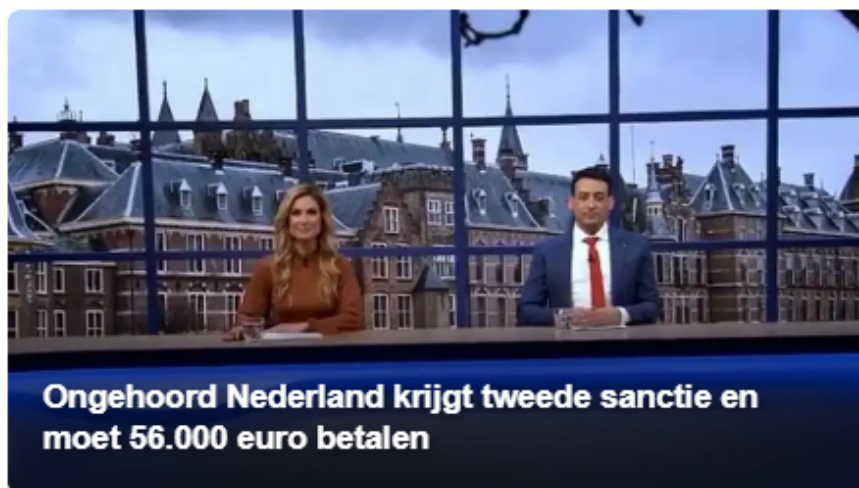 Ongehoord Nederland krijgt tweede sanctie en
moet 56.000 euro betalen